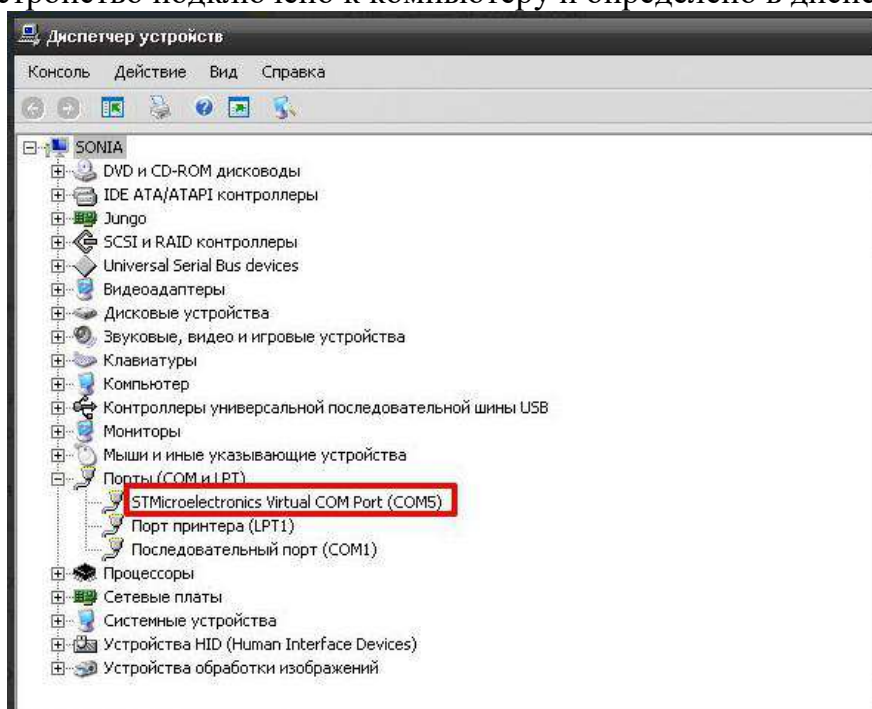 подключено к компьютеру и определено в
Диспетчер устройств
Консоль Действие Вид Справка
SONIA
DVD и CD-ROM дисководы
IDE ATA/ATAPI контроллеры
Jungo
SCSI и RAID контроллеры
Universal Serial Bus devices
Видеоадаптеры
Дисковые устройства
Звуковые, видео и игровые устройства
Клавиатуры
Компьютер
Контроллеры универсальной последовательной шины USB
Мониторы
Мыши и иные указывающие устройства
Порты (COM и LPT)
STMicroelectronics Virtual COM Port (COM5)
Порт принтера (LPT1)
Последовательный порт (COM1)
Процессоры
Сетевые платы
Системные устройства
Устройства HID (Human Interface Devices)
Устройства обработки изображений